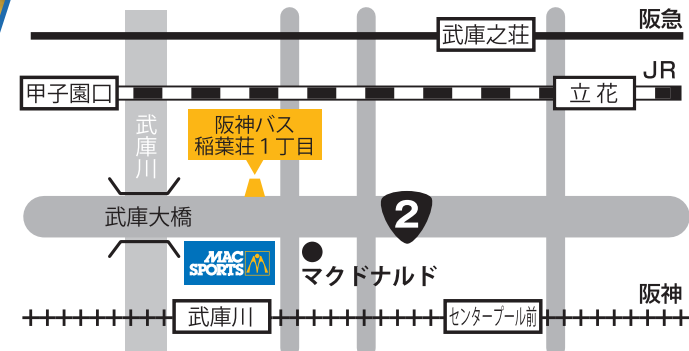 阪急
武庫之荘
JR
甲子園口
立花
武庫川
阪神バス
稲葉荘1丁目
武庫大橋
2
MAC
SPORTS
マクドナルド
阪神
武庫川
センタープール前